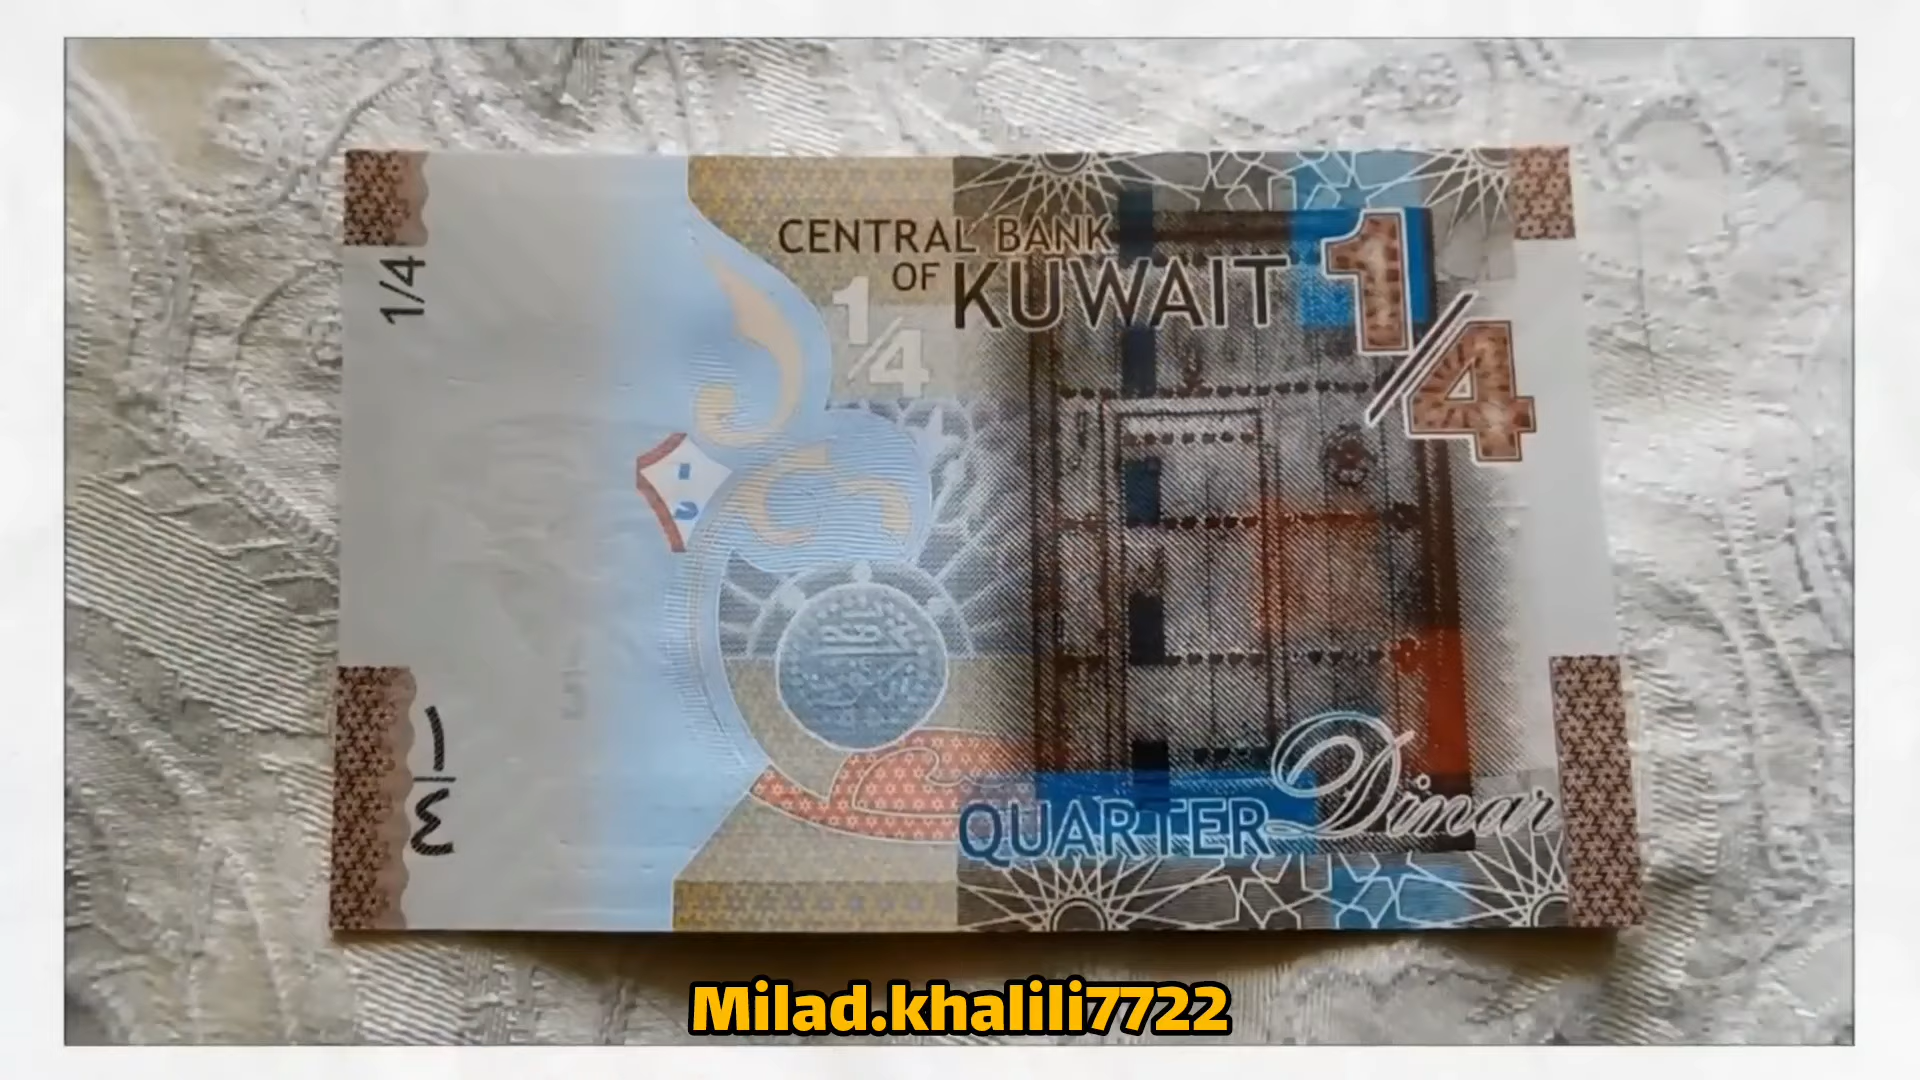 CENTRAL BANK
OF KUWAIT
1/4
1/4
1/4
QUARTER Dinar
Milad.khalili7722